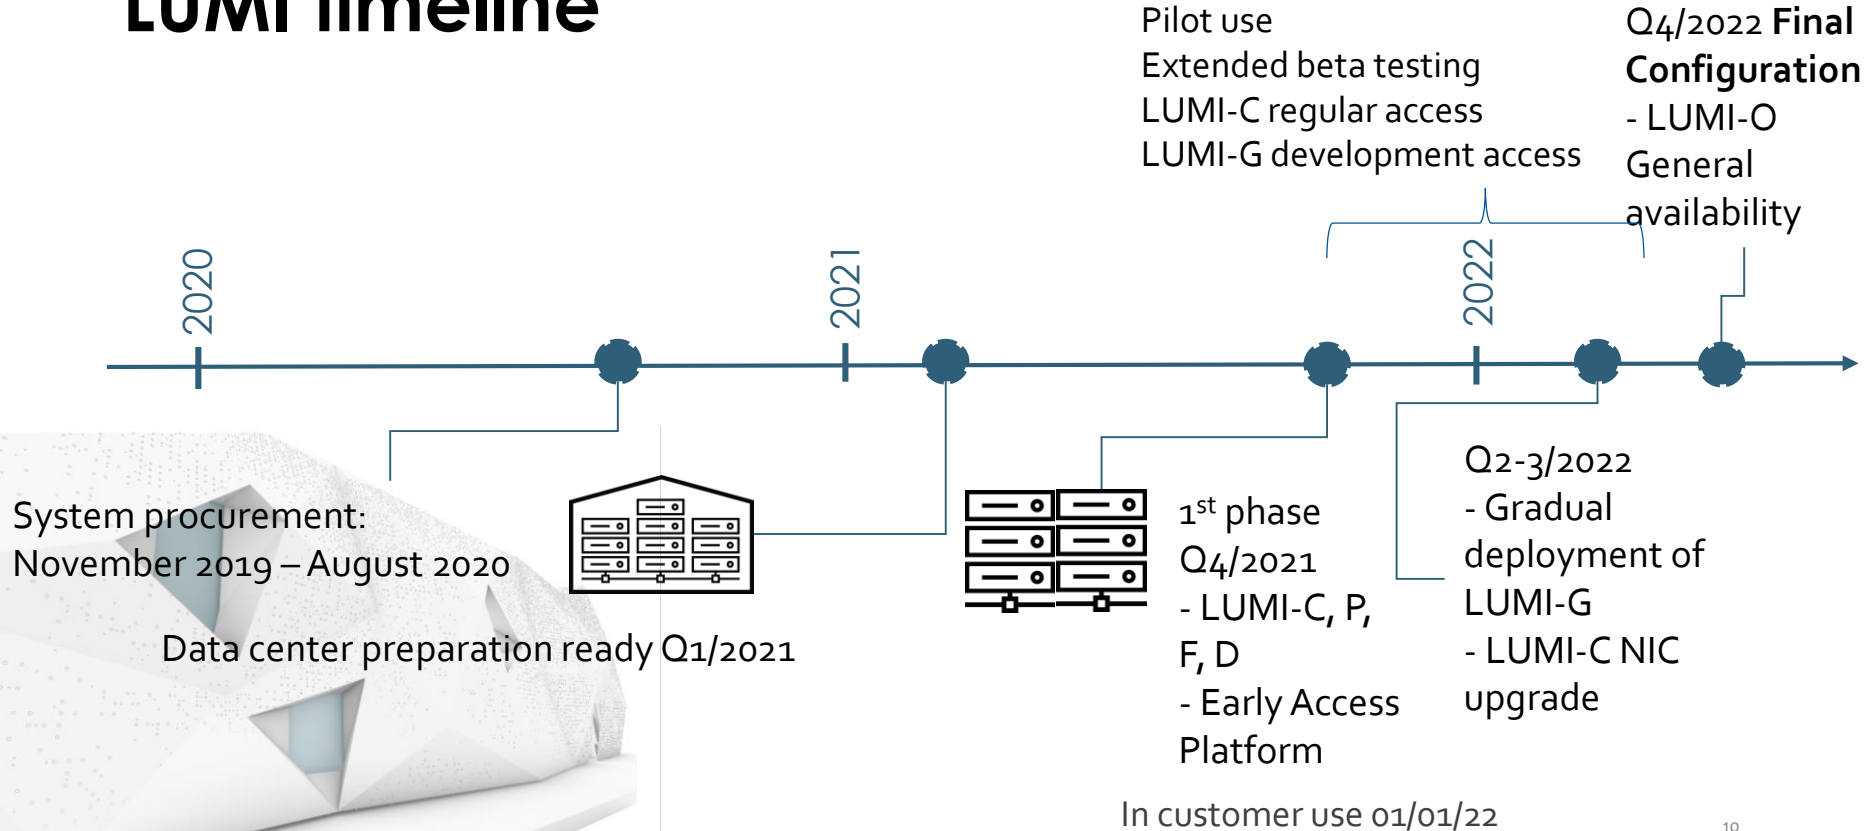 LUMI timeline
Pilot use
Extended beta testing
LUMI-C regular access
LUMI-G development access
Q4/2022 Final
Configuration
- LUMI-O
General
availability
2020
2021
2022
System procurement:
November 2019 – August 2020
Data center preparation ready Q1/2021
1st phase
Q4/2021
- LUMI-C, P,
F, D
- Early Access
Platform
Q2-3/2022
- Gradual
deployment of
LUMI-G
- LUMI-C NIC
upgrade
In customer use 01/01/22
10